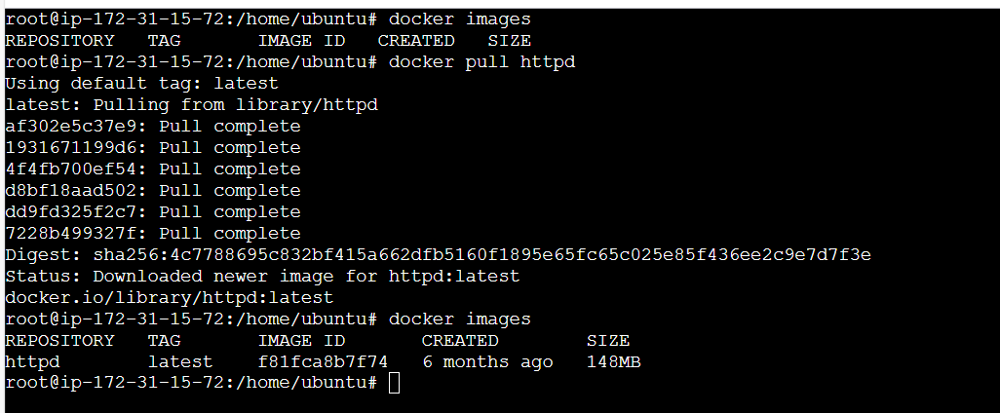 root@ip-172-31-15-72:/home/ubuntu# docker images
REPOSITORY   TAG       IMAGE ID   CREATED   SIZE
root@ip-172-31-15-72:/home/ubuntu# docker pull httpd
Using default tag: latest
latest: Pulling from library/httpd
af302e5c37e9: Pull complete
1931671199d6: Pull complete
4f4fb700ef54: Pull complete
d8bf18aad502: Pull complete
dd9fd325f2c7: Pull complete
7228b499327f: Pull complete
Digest: sha256:4c7788695c832bf415a662dfb5160f1895e65fc65c025e85f436ee2c9e7d7f3e
Status: Downloaded newer image for httpd:latest
docker.io/library/httpd:latest
root@ip-172-31-15-72:/home/ubuntu# docker images
REPOSITORY   TAG       IMAGE ID       CREATED        SIZE
httpd        latest    f81fca8b7f74   6 months ago   148MB
root@ip-172-31-15-72:/home/ubuntu#